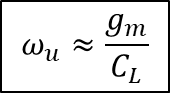 ω_u ≈ g_m / C_L